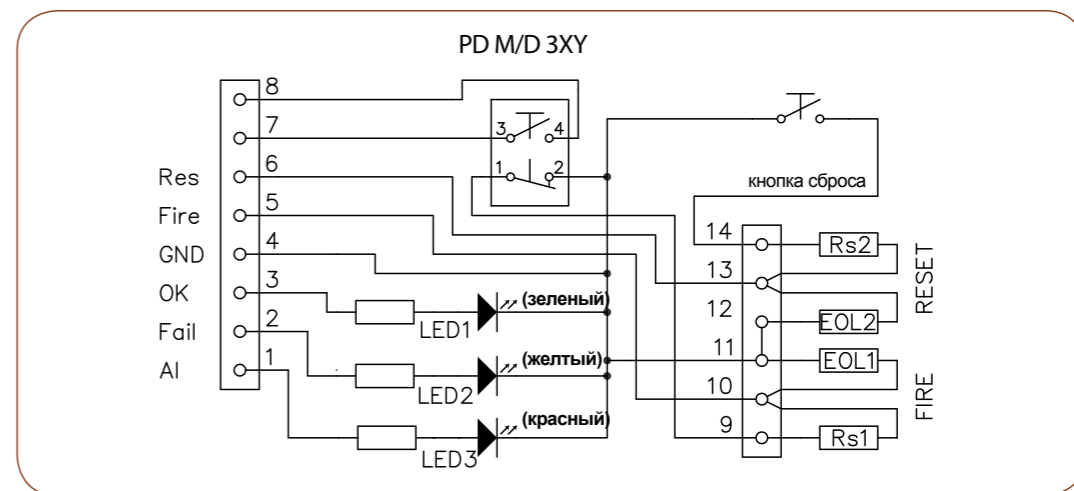 PD M/D 3XY
8
7
3
4
Res
6
1
2
Fire
5
кнопка сброса
GND
4
14
Rs2
OK
3
(зеленый)
13
RESET
LED1
12
EOL2
Fail
2
(желтый)
11
EOL1
LED2
Al
1
10
FIRE
(красный)
9
Rs1
LED3